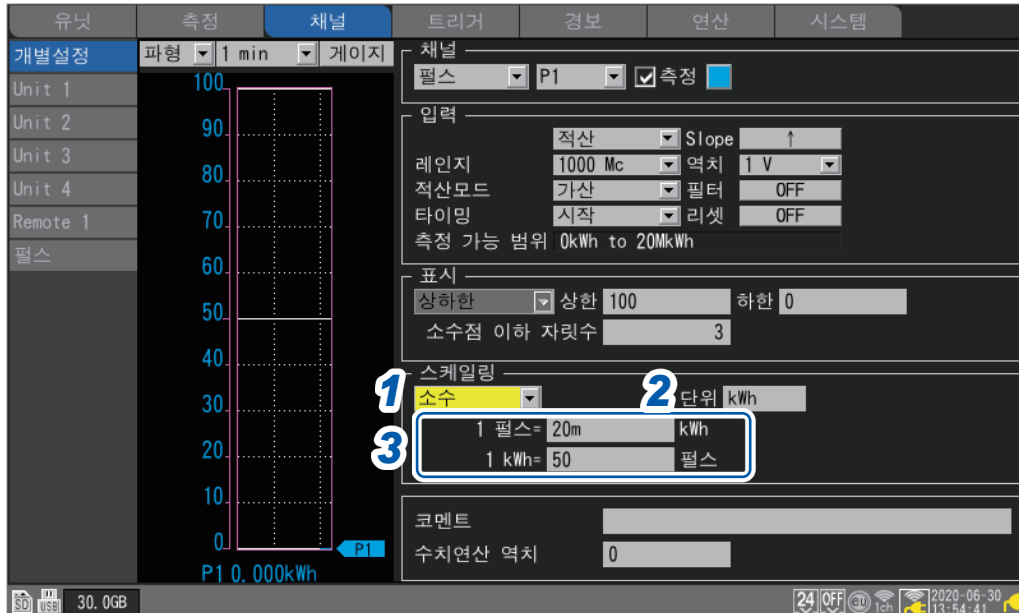 유닛 측정 채널 트리거 경보 연산 시스템
개별설정
Unit 1
Unit 2
Unit 3
Unit 4
Remote 1
펄스
파형 1 min 게이지
100
90
80
70
60
50
40
30
20
10
0
P1
P1 0.000kWh
채널
펄스 P1 측정
입력
적산 Slope ↑
레인지 1000 Mc 역치 1 V
적산모드 가산 필터 OFF
타이밍 시작 리셋 OFF
측정 가능 범위 0kWh to 20MkWh
표시
상하한 상한 100 하한 0
소수점 이하 자릿수 3
스케일링
1 소수 2 단위 kWh
3
1 펄스= 20m kWh
1 kWh= 50 펄스
코멘트
수치연산 역치 0
SD USB 30.0GB 24 OFF eU 1ch 2020-06-30
13:54:41